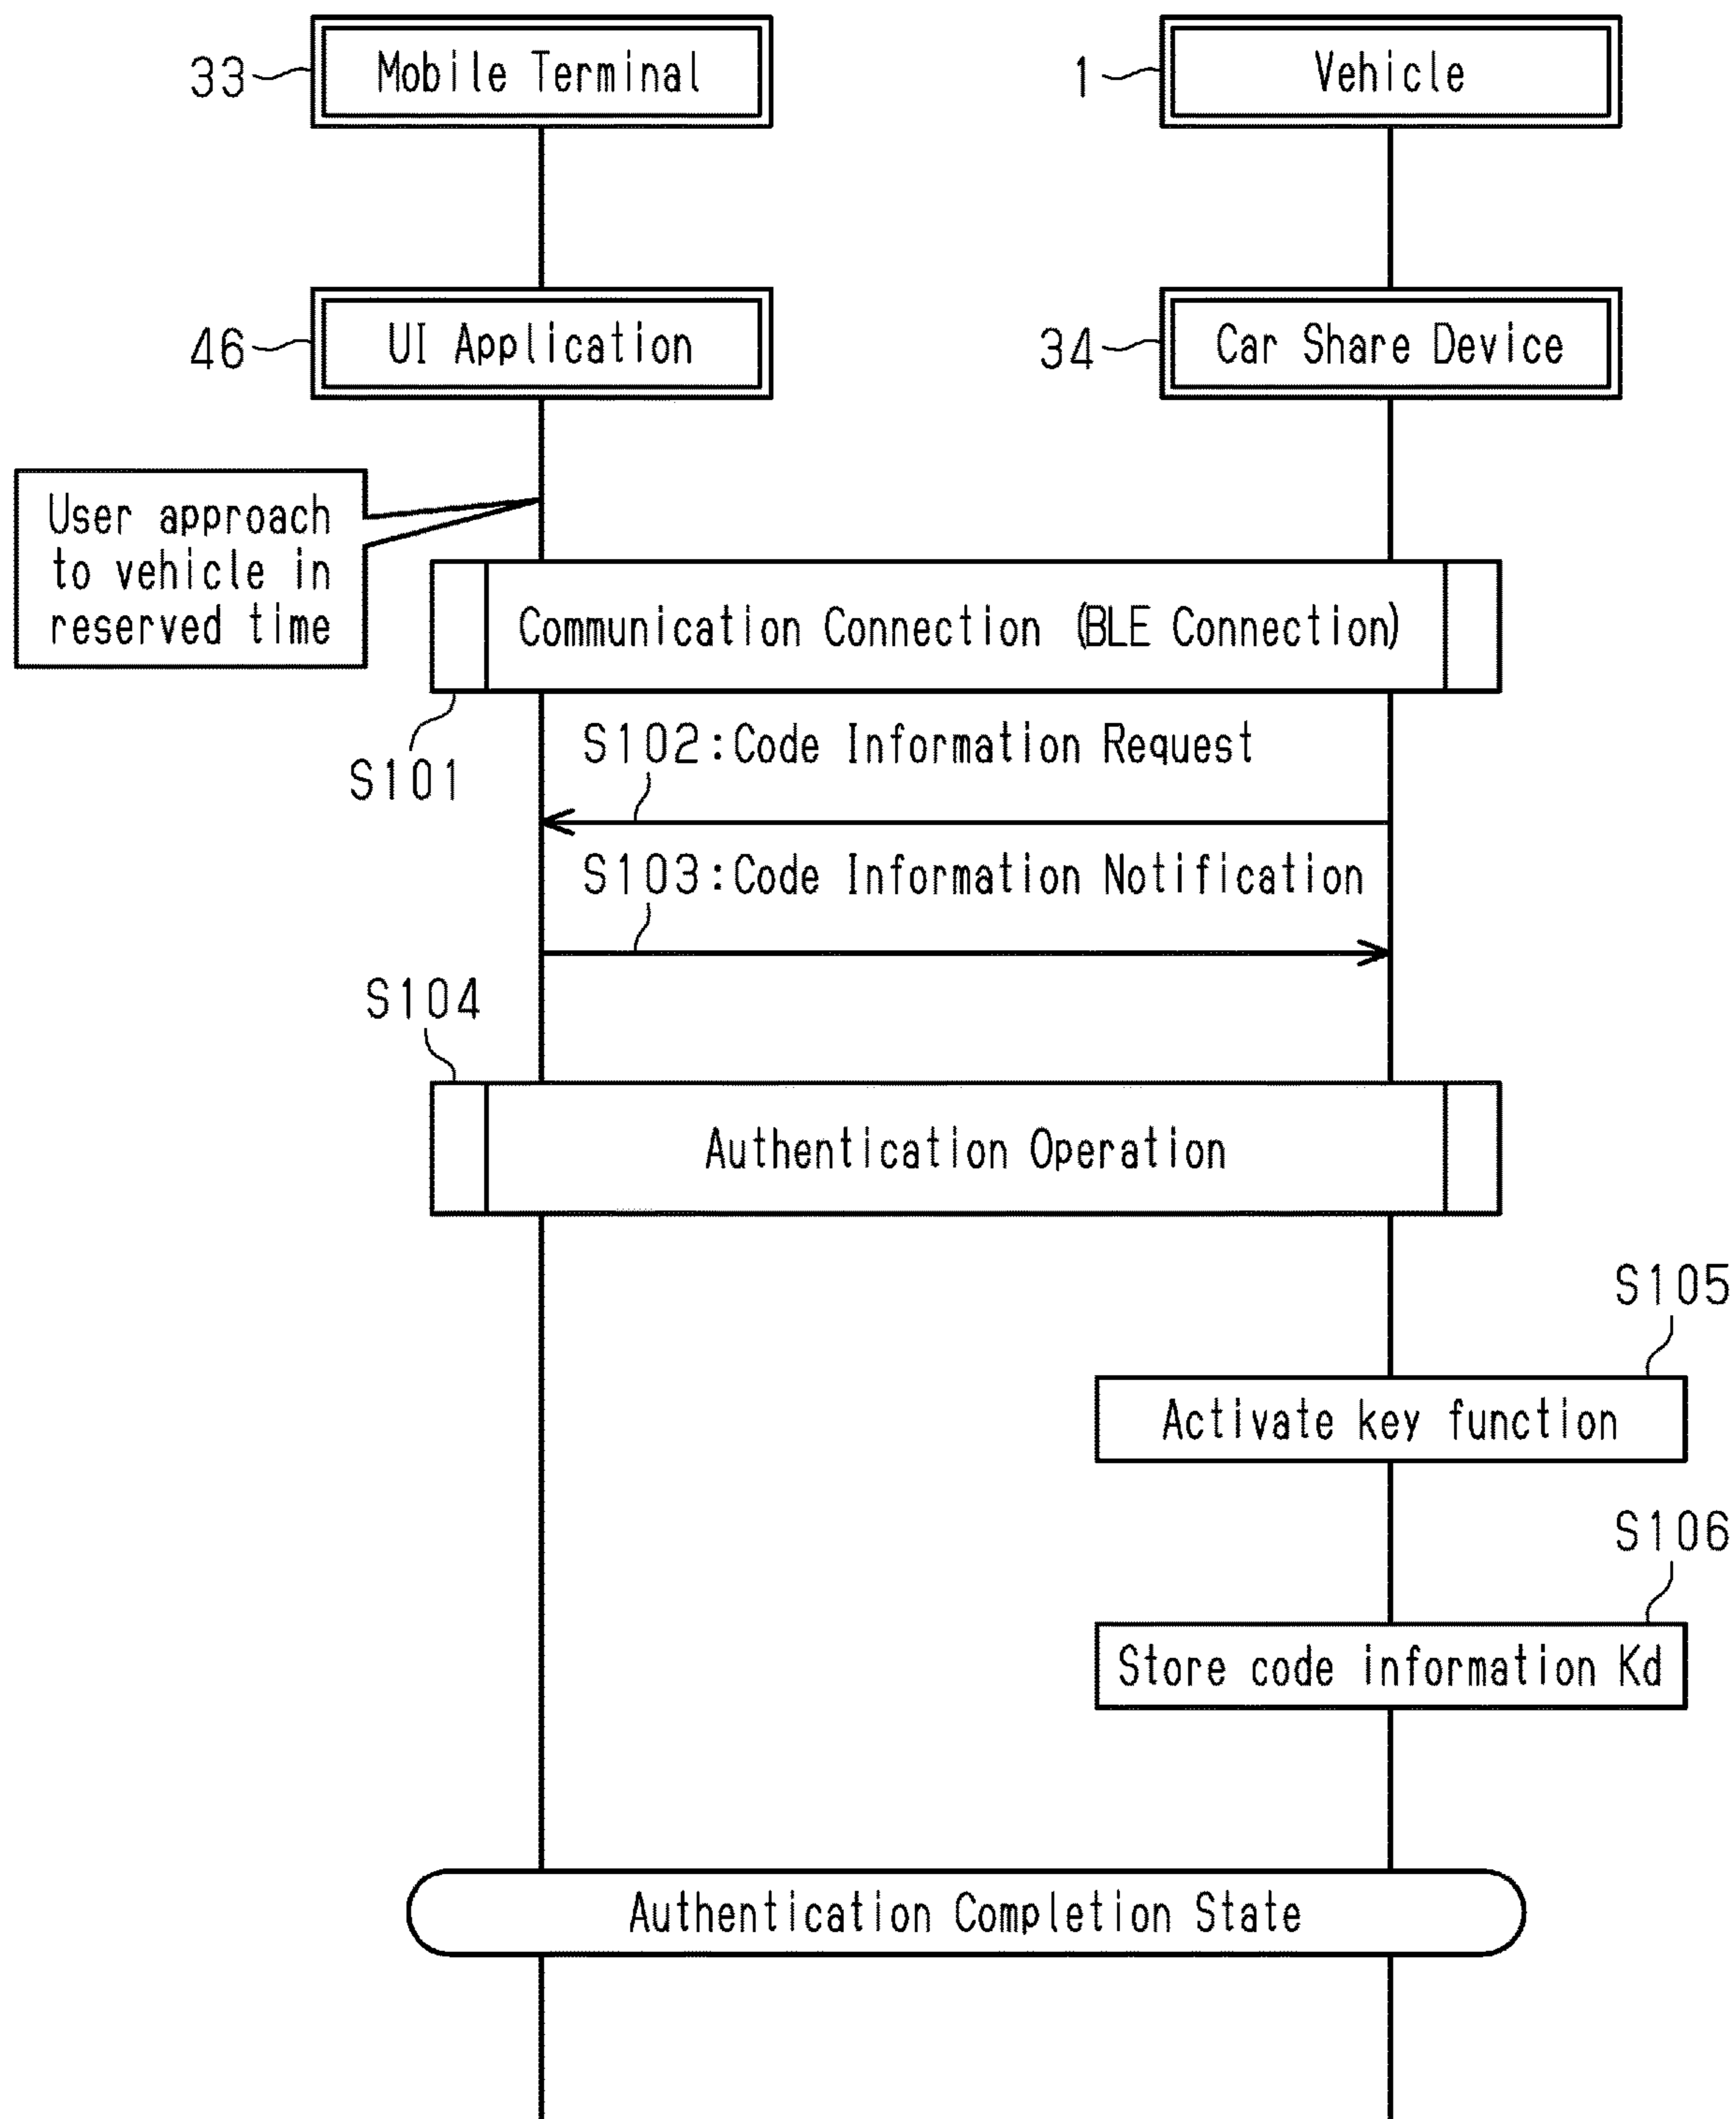 33
Mobile Terminal
1
Vehicle
46
UI Application
34
Car Share Device
User approach
to vehicle in
reserved time
Communication Connection (BLE Connection)
S101
S102:Code Information Request
S103:Code Information Notification
S104
Authentication Operation
S105
Activate key function
S106
Store code information Kd
Authentication Completion State